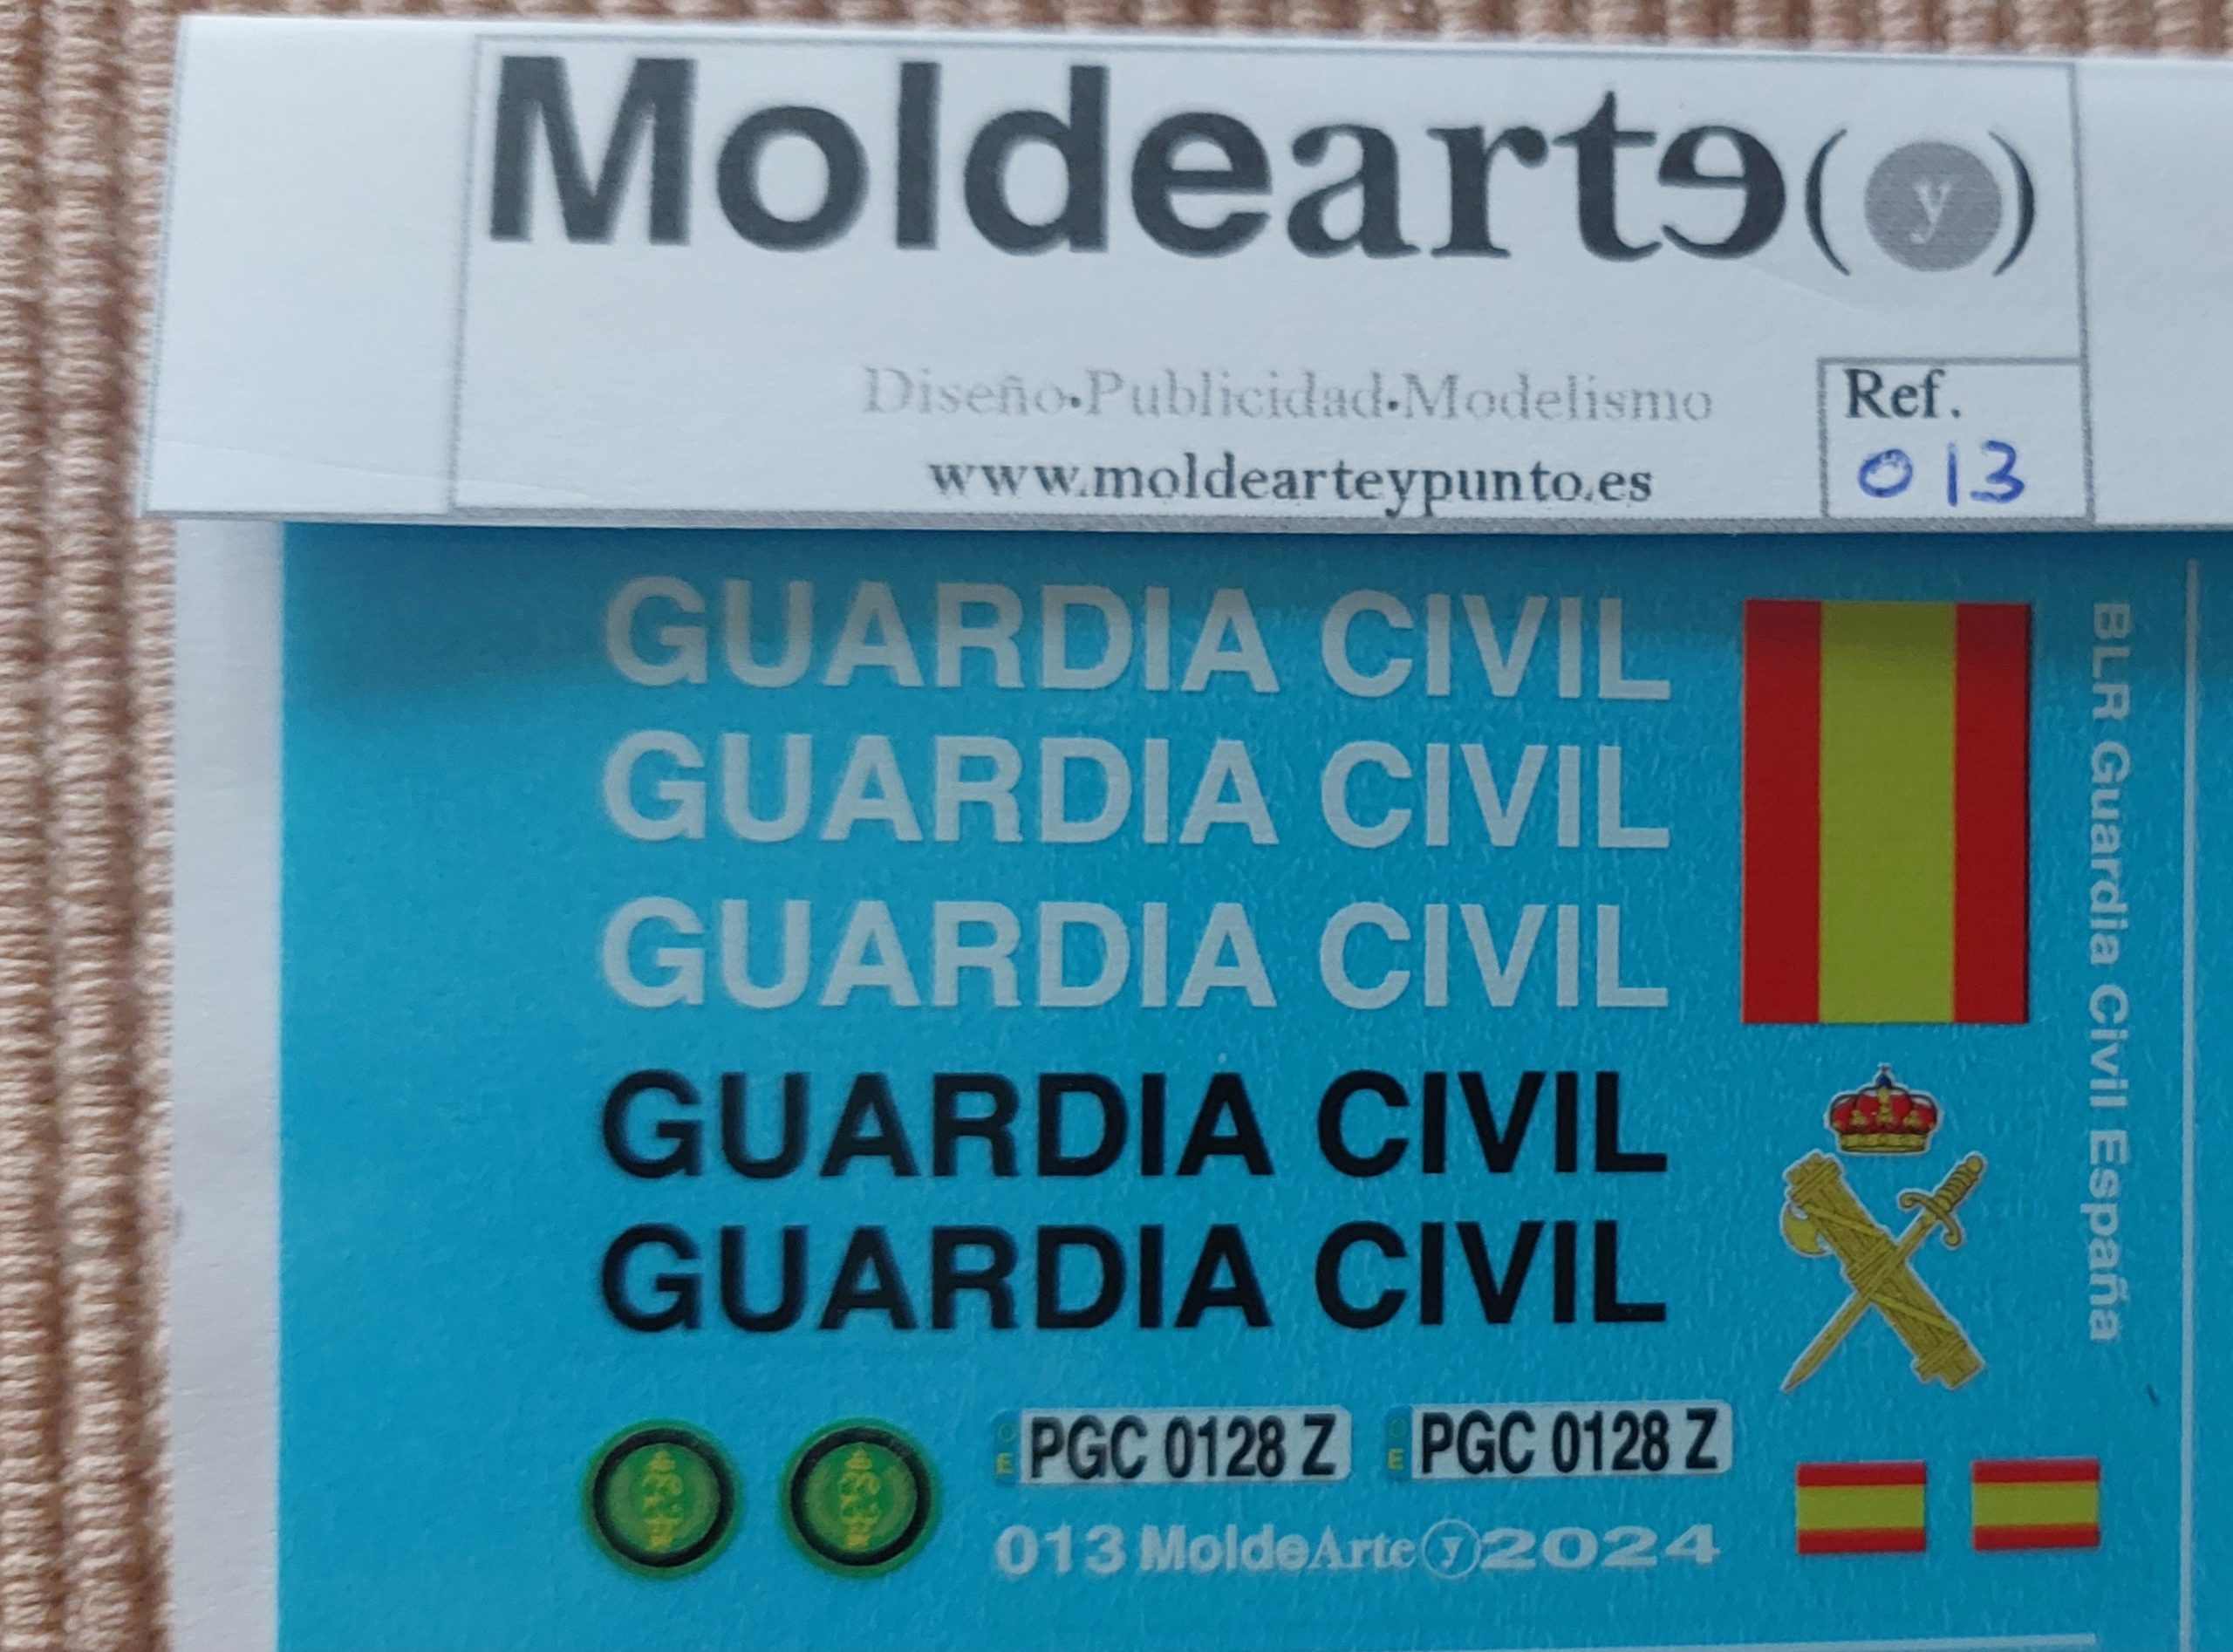 Moldearte(y)
Diseño·Publicidad·Modelismo
www.moldearteypunto.es
Ref.
013
GUARDIA CIVIL
GUARDIA CIVIL
GUARDIA CIVIL
GUARDIA CIVIL
GUARDIA CIVIL
BLR Guardia Civil España
E PGC 0128 Z
E PGC 0128 Z
013 MoldeArte y 2024